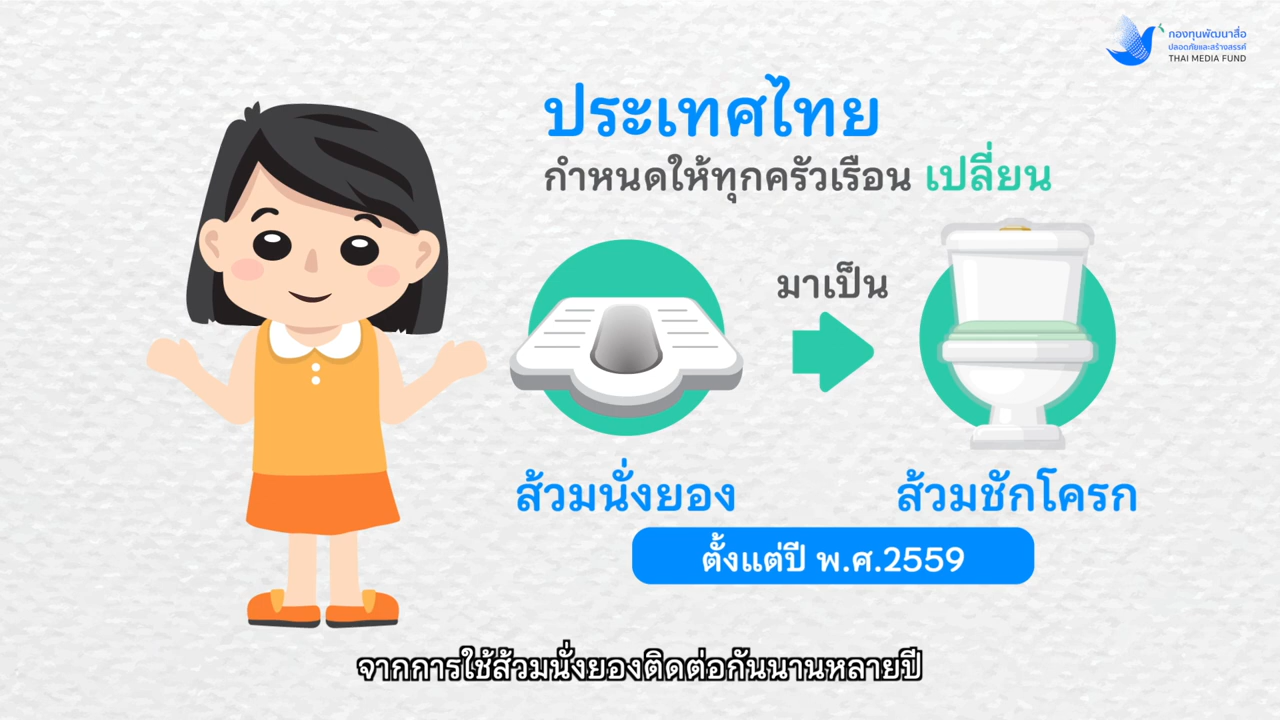 กองทุนพัฒนาสื่อ
ปลอดภัยและสร้างสรรค์
THAI MEDIA FUND
ประเทศไทย
กำหนดให้ทุกครัวเรือน เปลี่ยน
มาเป็น
ส้วมนั่งยอง
ส้วมชักโครก
ตั้งแต่ปี พ.ศ.2559
จากการใช้ส้วมนั่งยองติดต่อกันนานหลายปี